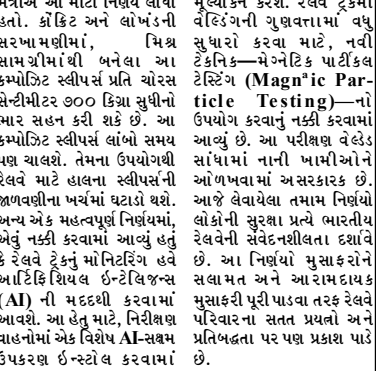 મંત્રીએ આ માટો નિર્ણય લીધો
હતો. કોંક્રિટ અને લોખંડની
સરખામણીમાં, મિશ્ર
સામગ્રીમાંથી બનેલા આ
કમ્પોઝિટ સ્લીપર્સ પ્રતિ ચોરસ
સેન્ટીમીટર ૭૦૦ કિગ્રા સુધીનો
ભાર સહન કરી શકે છે. આ
કમ્પોઝિટ સ્લીપર્સ લાંબો સમય
પણ ચાલશે. તેમના ઉપયોગથી
રેલવે માટે હાલના સ્લીપર્સની
જાળવણીના ખર્ચમાં ઘટાડો થશે.
અન્ય એક મહત્વપૂર્ણ નિર્ણયમાં,
એવું નક્કી કરવામાં આવ્યું હતું
કે રેલવે ટ્રેકનું મોનિટરિંગ હવે
આર્ટિફિશિયલ ઇન્ટેલિજન્સ
(AI) ની મદદથી કરવામાં
આવશે. આ હેતુ માટે, નિરીક્ષણ
વાહનોમાં એક વિશેષ AI-સક્ષમ
ઉપકરણ ઇન્સ્ટોલ કરવામાં
મૂલ્યાંકન કરશે. રેલવે ટ્રેકમાં
વેલ્ડિંગની ગુણવત્તામાં વધુ
સુધારો કરવા માટે, નવી
ટેકનિક—મેગ્નેટિક પાર્ટીકલ
ટેસ્ટિંગ (Magnªic Par-
ticle Testing)—નો
ઉપયોગ કરવાનું નક્કી કરવામાં
આવ્યું છે. આ પરીક્ષણ વેલ્ડેડ
સાંધામાં નાની ખામીઓને
ઓળખવામાં અસરકારક છે.
આજે લેવાયેલા તમામ નિર્ણયો
લોકોની સુરક્ષા પ્રત્યે ભારતીય
રેલવેની સંવેદનશીલતા દર્શાવે
છે. આ નિર્ણયો મુસાફરોને
સલામત અને આરામદાયક
મુસાફરી પૂરી પાડવા તરફ રેલવે
પરિવારના સતત પ્રયત્નો અને
પ્રતિબદ્ધતા પર પણ પ્રકાશ પાડે
છે.